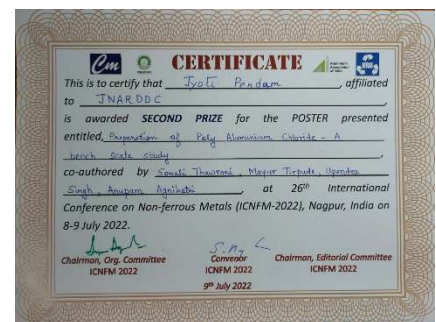 Cm CERTIFICATE
This is to certify that Jyoti Pendam, affiliated
to JNARDDC,
is awarded SECOND PRIZE for the POSTER presented
entitled, Preparation of Poly Aluminium Chloride - A
bench scale study,
co-authored by Sonali Thawrani, Mayur Tirpude, Upendra
Singh, Anupam Agnihotri, at 26th International
Conference on Non-ferrous Metals (ICNFM-2022), Nagpur, India on
8-9 July 2022.
Chairman, Org. Committee
ICNFM 2022
Convenor
ICNFM 2022
9th July 2022
Chairman, Editorial Committee
ICNFM 2022